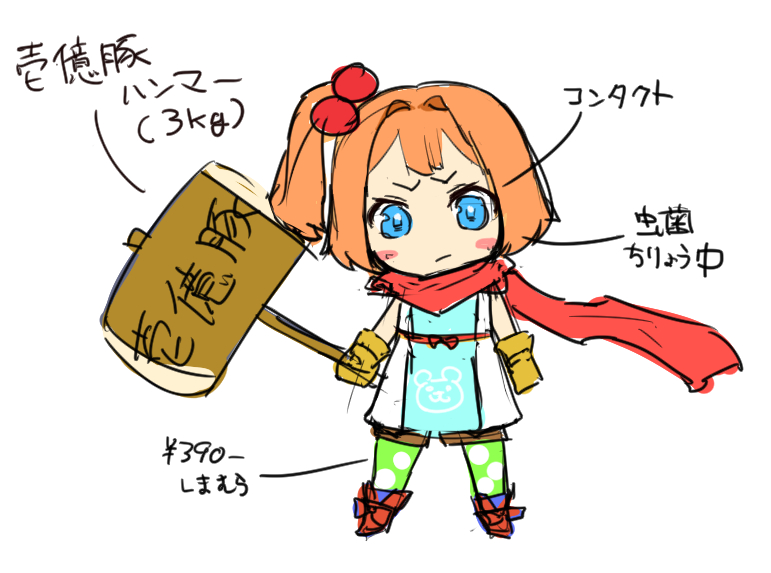 壱億豚
ハンマー
(3kg)
コンタクト
虫菌
ちりょう中
壱億豚
¥390-
しまむら